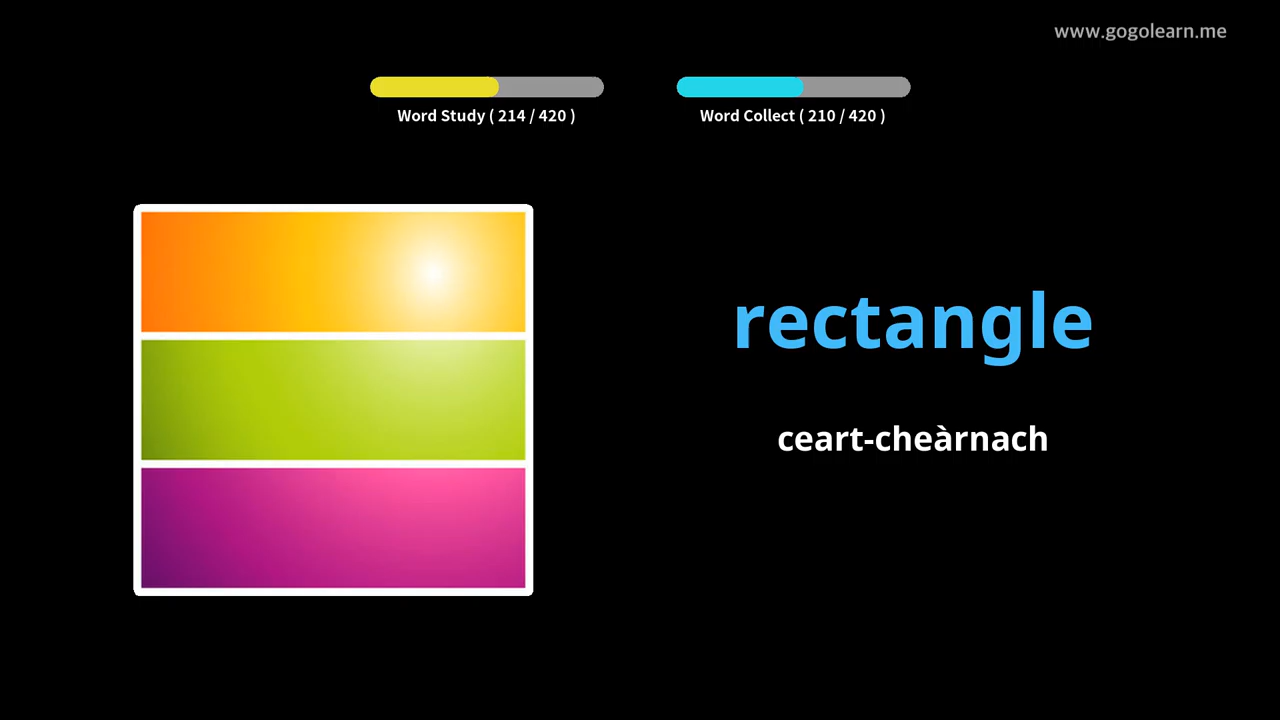 www.gogolearn.me
Word Study ( 214 / 420 )
Word Collect ( 210 / 420 )
rectangle
ceart-cheàrnach